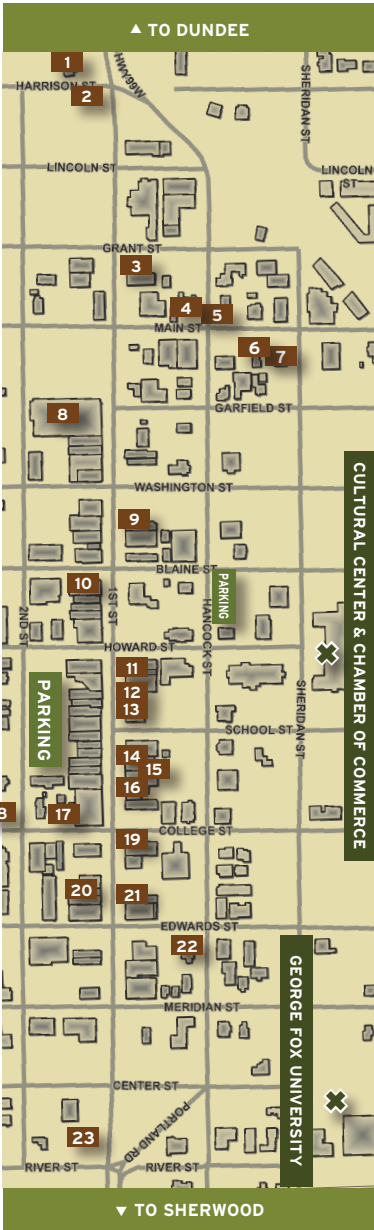 ▲ TO DUNDEE
1
HWY99W
HARRISON ST
2
SHERIDAN ST
LINCOLN ST
LINCOLN ST
GRANT ST
3
4
5
MAIN ST
6
7
GARFIELD ST
8
WASHINGTON ST
9
BLAINE ST
10
PARKING
1ST ST
2ND ST
HANCOCK ST
CULTURAL CENTER & CHAMBER OF COMMERCE
HOWARD ST
11
12
13
PARKING
SHERIDAN ST
SCHOOL ST
14
15
16
8
17
COLLEGE ST
19
20
21
EDWARDS ST
22
GEORGE FOX UNIVERSITY
MERIDIAN ST
CENTER ST
PORTLAND RD
23
RIVER ST
RIVER ST
▼ TO SHERWOOD